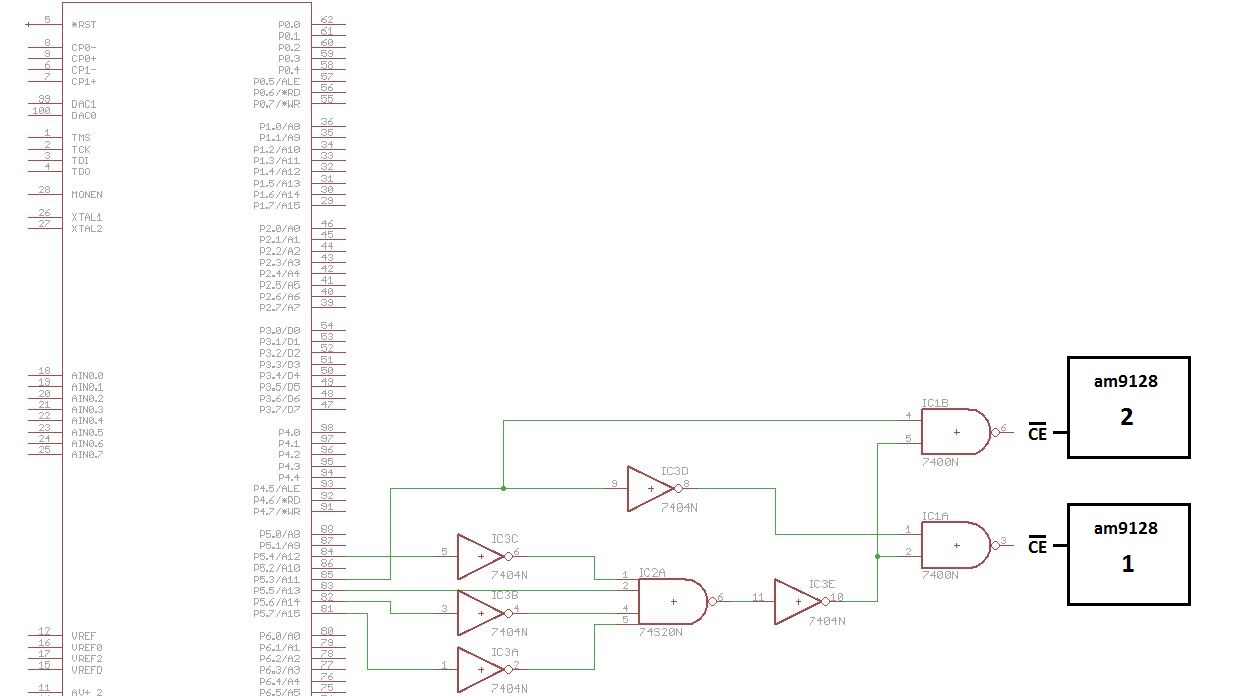 5 *RST
8 CP0-
9 CP0+
6 CP1-
7 CP1+
99 DAC1
100 DAC0
1 TMS
2 TCK
3 TDI
4 TDO
28 MONEN
26 XTAL1
27 XTAL2
18 AIN0.0
19 AIN0.1
20 AIN0.2
21 AIN0.3
22 AIN0.4
23 AIN0.5
24 AIN0.6
25 AIN0.7
12 VREF
16 VREF0
17 VREF2
15 VREFD
11 AV+ 2
P0.0 62
P0.1 61
P0.2 60
P0.3 59
P0.4 58
P0.5/ALE 57
P0.6/*RD 56
P0.7/*WR 55
P1.0/A8 36
P1.1/A9 35
P1.2/A10 34
P1.3/A11 33
P1.4/A12 32
P1.5/A13 31
P1.6/A14 30
P1.7/A15 29
P2.0/A0 46
P2.1/A1 45
P2.2/A2 44
P2.3/A3 43
P2.4/A4 42
P2.5/A5 41
P2.6/A6 40
P2.7/A7 39
P3.0/D0 54
P3.1/D1 53
P3.2/D2 52
P3.3/D3 51
P3.4/D4 50
P3.5/D5 49
P3.6/D6 48
P3.7/D7 47
P4.0 98
P4.1 97
P4.2 96
P4.3 95
P4.4 94
P4.5/ALE 93
P4.6/*RD 92
P4.7/*WR 91
P5.0/A8 88
P5.1/A9 87
P5.4/A12 84
P5.2/A10 86
P5.3/A11 85
P5.5/A13 83
P5.6/A14 82
P5.7/A15 81
P6.0/A0 80
P6.1/A1 79
P6.2/A2 78
P6.3/A3 77
P6.4/A4 76
P6.5/A5 75
IC3C
5 6
7404N
IC3B
3 4
7404N
IC3A
1 2
7404N
IC3D
9 8
7404N
IC2A
1
2
4
5
6
74S20N
IC3E
11 10
7404N
IC1B
4
5
6
7400N
IC1A
1
2
3
7400N
CE
am9128
2
CE
am9128
1